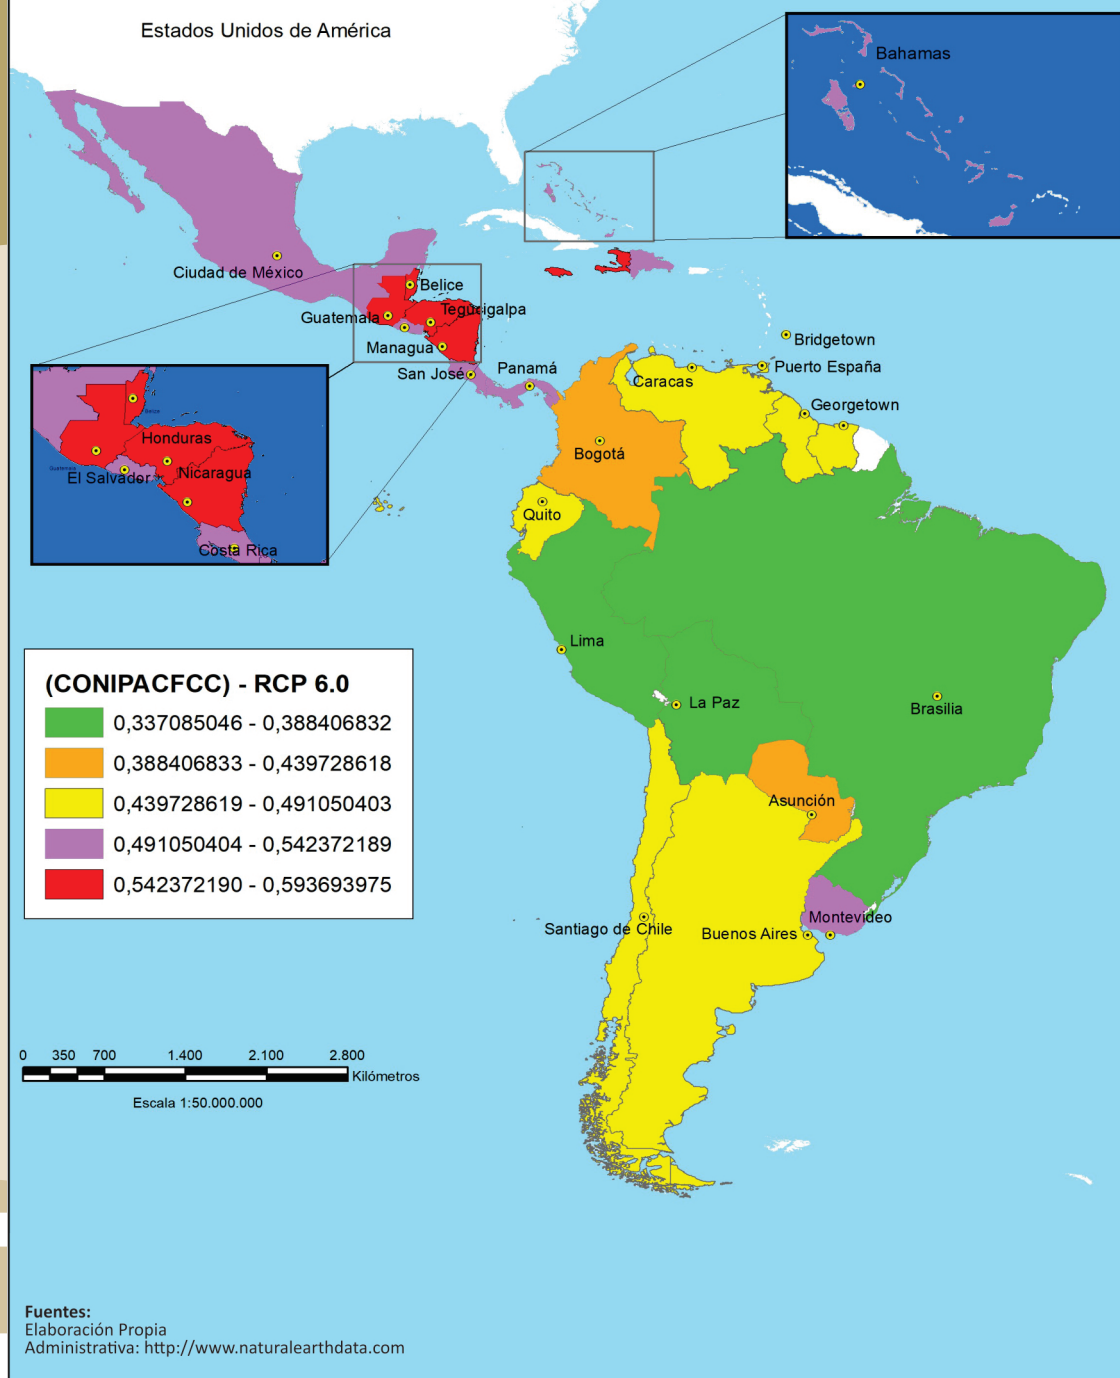 Estados Unidos de América
Bahamas
Ciudad de México
Belice
Guatemala
Tegucigalpa
Managua
San José
Panamá
Bridgetown
Puerto España
Caracas
Georgetown
Bogotá
Quito
Belice
Honduras
Guatemala
El Salvador
Nicaragua
Costa Rica
Lima
La Paz
Brasilia
Asunción
Montevideo
Santiago de Chile
Buenos Aires
(CONIPACFCC) - RCP 6.0
0,337085046 - 0,388406832
0,388406833 - 0,439728618
0,439728619 - 0,491050403
0,491050404 - 0,542372189
0,542372190 - 0,593693975
0 350 700 1.400 2.100 2.800
Kilómetros
Escala 1:50.000.000
Fuentes:
Elaboración Propia
Administrativa: http://www.naturalearthdata.com